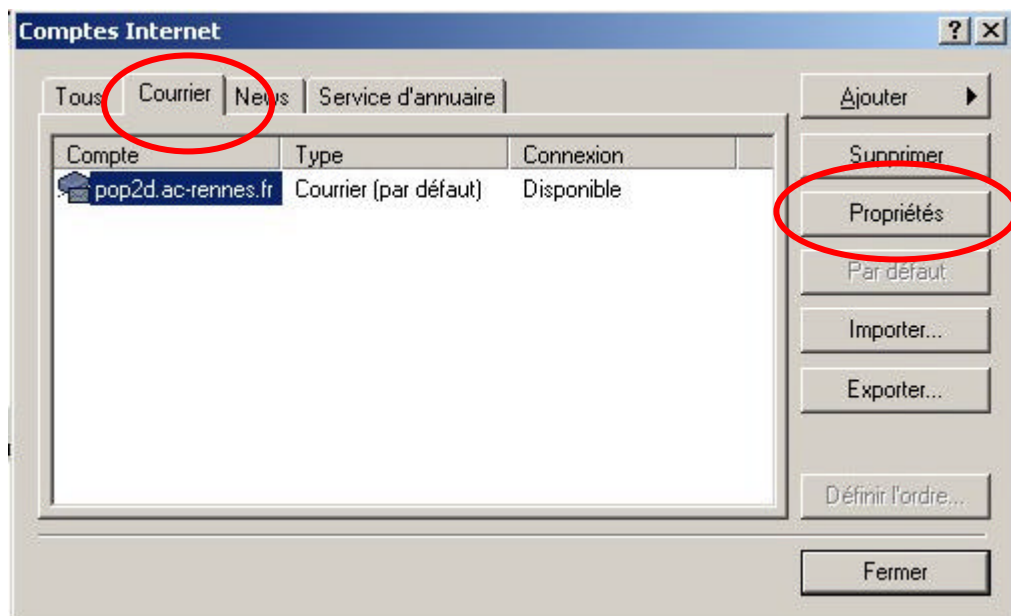 Comptes Internet
Tous Courrier News Service d'annuaire
Compte Type Connexion
pop2d.ac-rennes.fr Courrier (par défaut) Disponible
Ajouter
Supprimer
Propriétés
Par défaut
Importer...
Exporter...
Définir l'ordre...
Fermer